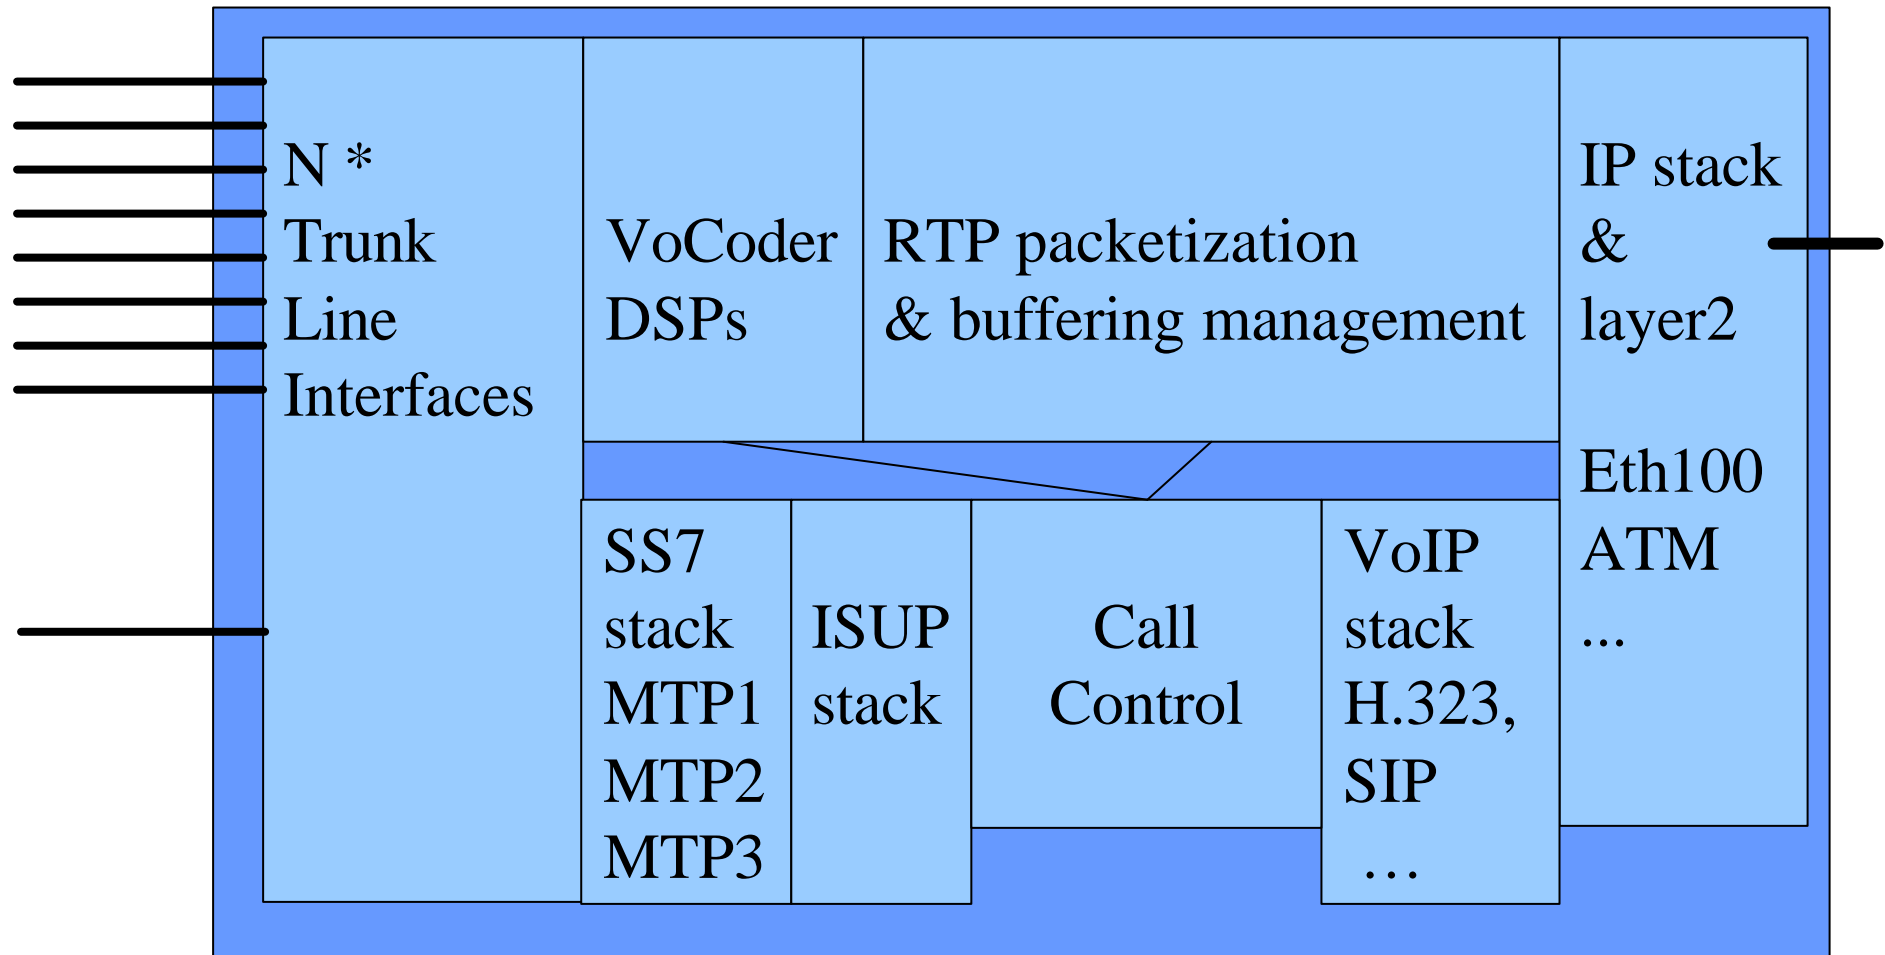 N *
Trunk
Line
Interfaces
VoCoder
DSPs
RTP packetization
& buffering management
IP stack
&
layer2
Eth100
ATM
...
SS7
stack
MTP1
MTP2
MTP3
ISUP
stack
Call
Control
VoIP
stack
H.323,
SIP
…